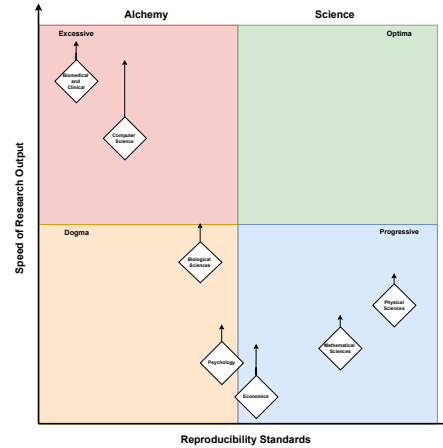 Alchemy
Science
Excessive
Optima
Biomedical
and
Clinical
Computer
Science
Speed of Research Output
Dogma
Progressive
Biological
Sciences
Physical
Sciences
Mathematical
Sciences
Psychology
Economics
Reproducibility Standards